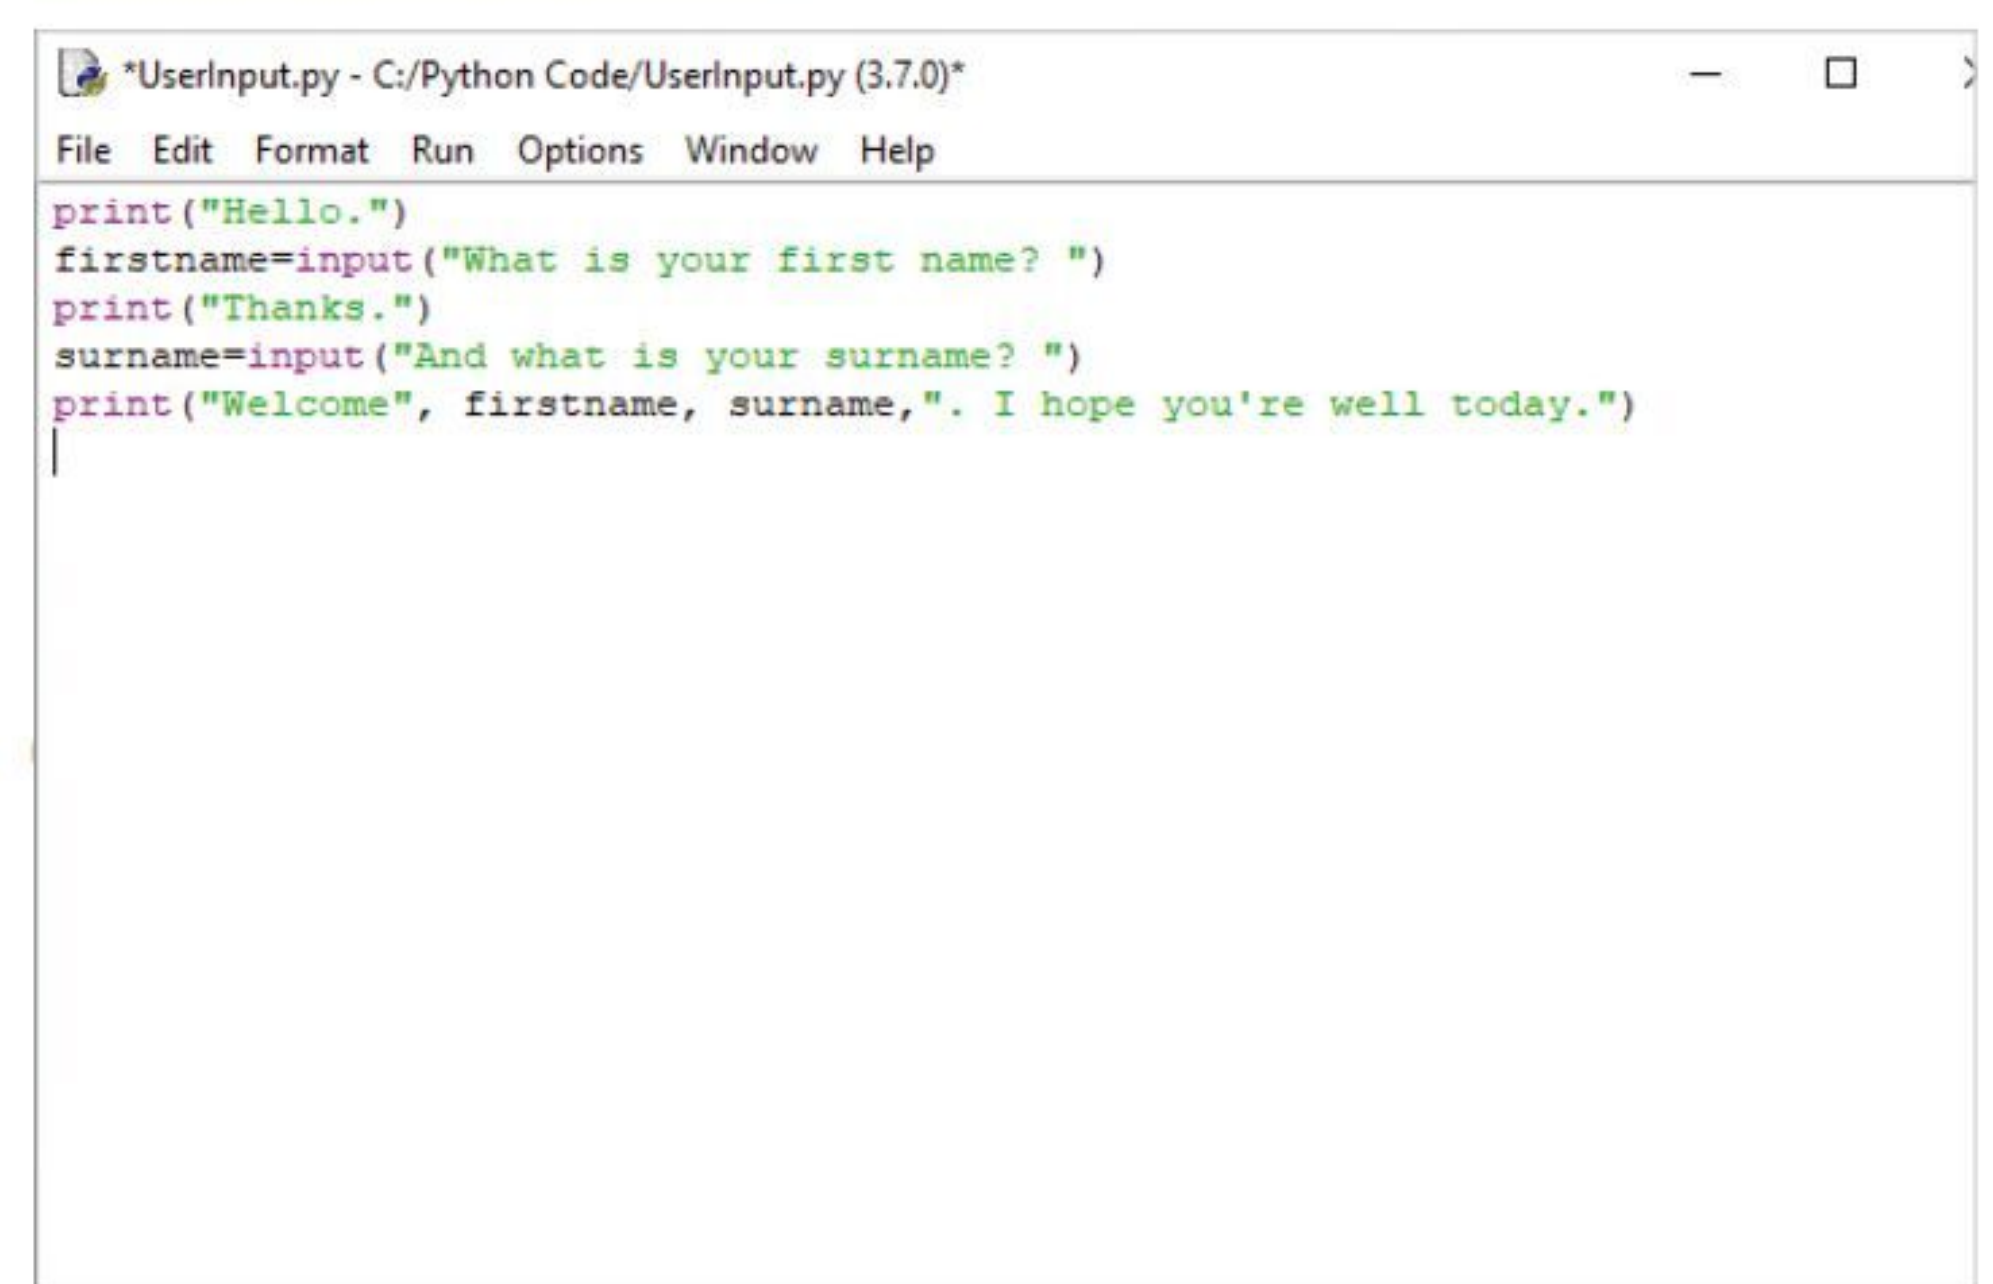 *UserInput.py - C:/Python Code/UserInput.py (3.7.0)*
File Edit Format Run Options Window Help
print("Hello.")
firstname=input("What is your first name? ")
print("Thanks.")
surname=input("And what is your surname? ")
print("Welcome", firstname, surname,". I hope you're well today.")